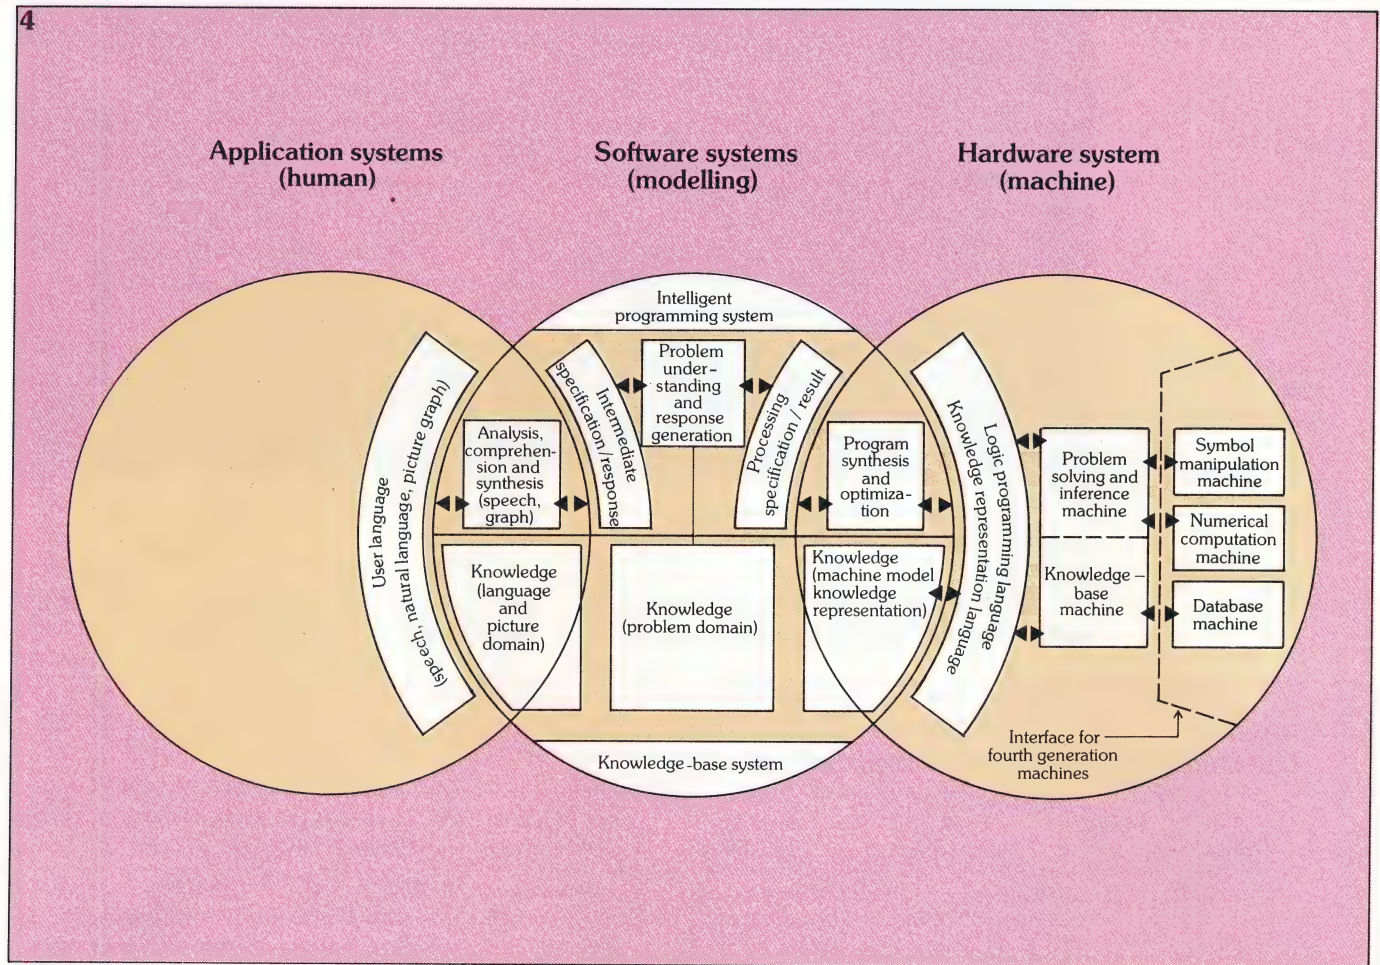 4
Application systems
(human)
Software systems
(modelling)
Hardware system
(machine)
Intelligent
programming system
User language
(speech, natural language, picture graph)
Analysis,
comprehen-
sion and
synthesis
(speech,
graph)
Intermediate
specification/response
Problem
under-
standing
and
response
generation
Processing
specification / result
Program
synthesis
and
optimiza-
tion
Logic programming language
Knowledge representation language
Problem
solving and
inference
machine
Knowledge –
base
machine
Symbol
manipulation
machine
Numerical
computation
machine
Database
machine
Knowledge
(language
and
picture
domain)
Knowledge
(problem domain)
Knowledge
(machine model
knowledge
representation)
Interface for
fourth generation
machines
Knowledge-base system